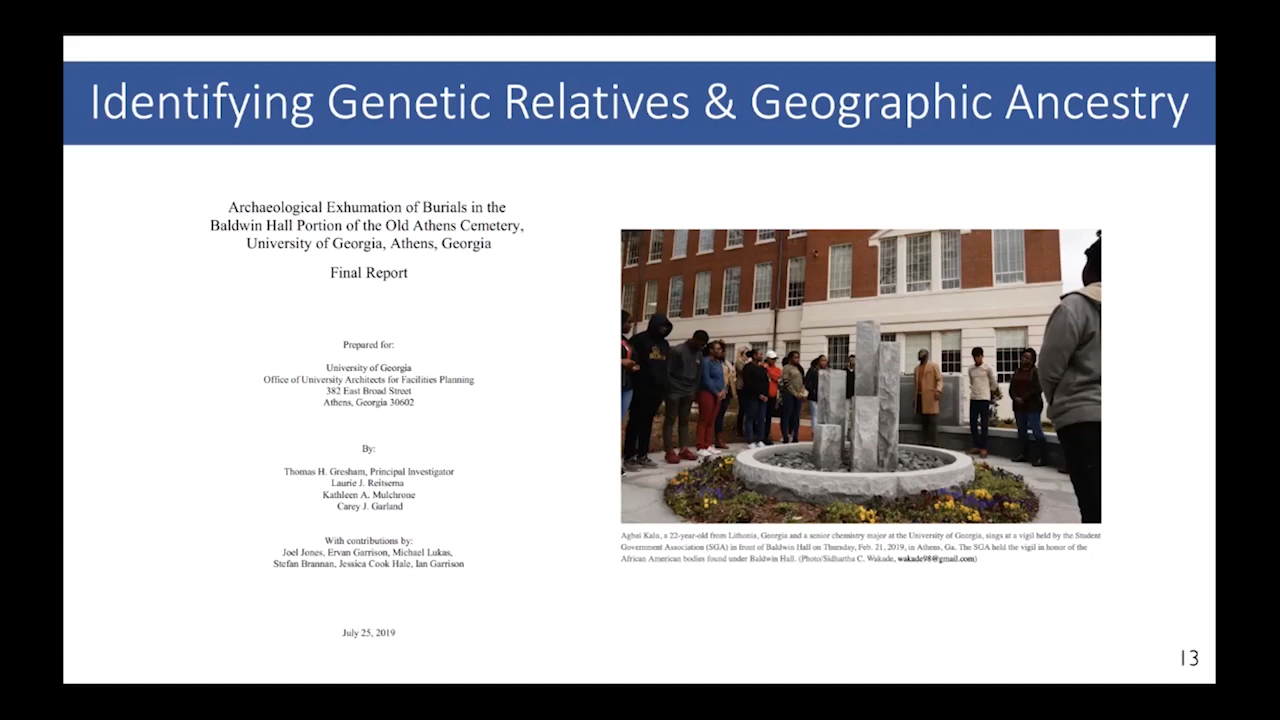 Identifying Genetic Relatives & Geographic Ancestry
Archaeological Exhumation of Burials in the
Baldwin Hall Portion of the Old Athens Cemetery,
University of Georgia, Athens, Georgia
Final Report
Prepared for:
University of Georgia
Office of University Architects for Facilities Planning
382 East Broad Street
Athens, Georgia 30602
By:
Thomas H. Gresham, Principal Investigator
Laurie J. Reitsema
Kathleen A. Mulchrone
Carey J. Garland
With contributions by:
Joel Jones, Ervan Garrison, Michael Lukas,
Stefan Brannan, Jessica Cook Hale, Ian Garrison
July 25, 2019
Agbai Kalu, a 22-year-old from Lithonia, Georgia and a senior chemistry major at the University of Georgia, sings at a vigil held by the Student
Government Association (SGA) in front of Baldwin Hall on Thursday, Feb. 21, 2019, in Athens, Ga. The SGA held the vigil in honor of the
African American bodies found under Baldwin Hall. (Photo/Sidhartha C. Wakade, wakade98@gmail.com)
13